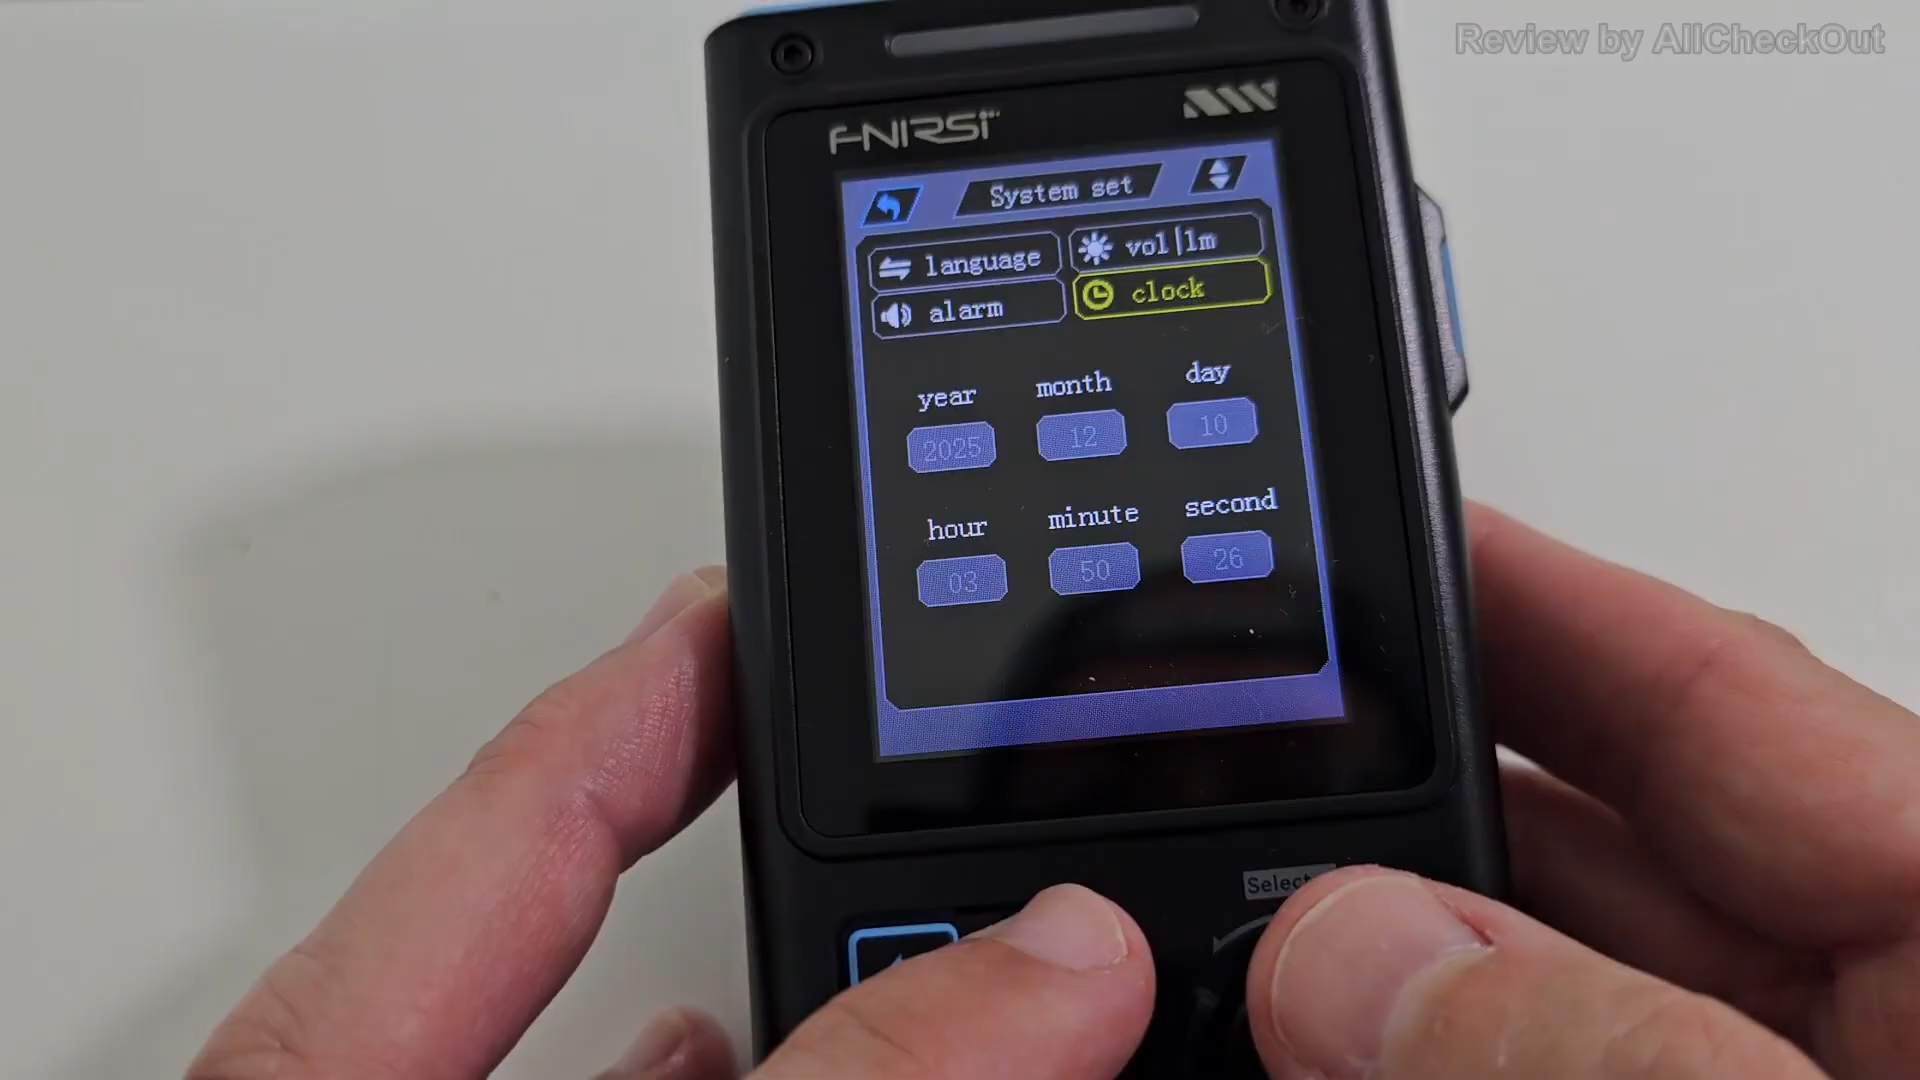 Review by AllCheckOut
FNIRSI
System set
language
vol|lm
alarm
clock
year
month
day
2025
12
10
hour
minute
second
03
50
26
Select